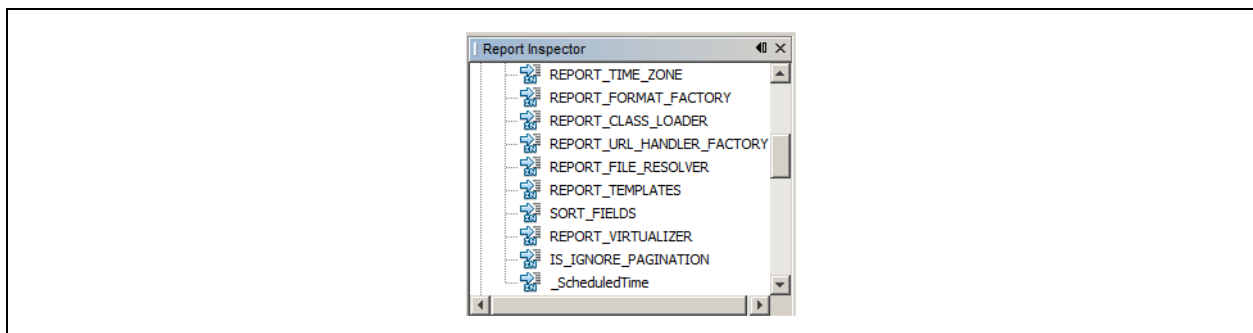 Report Inspector
REPORT_TIME_ZONE
REPORT_FORMAT_FACTORY
REPORT_CLASS_LOADER
REPORT_URL_HANDLER_FACTORY
REPORT_FILE_RESOLVER
REPORT_TEMPLATES
SORT_FIELDS
REPORT_VIRTUALIZER
IS_IGNORE_PAGINATION
_ScheduledTime